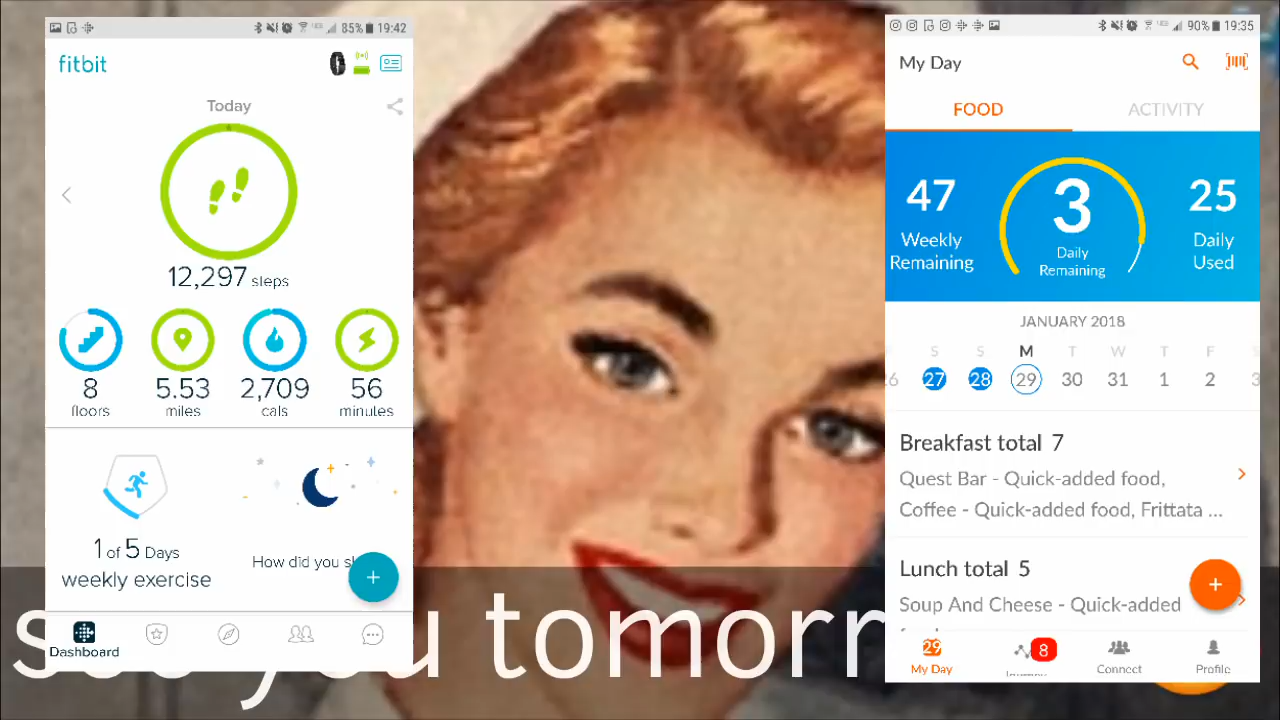 85% 19:42
fitbit
Today
12,297 steps
8
floors
5.53
miles
2,709
cals
56
minutes
1 of 5 Days
weekly exercise
How did you
Dashboard
90% 19:35
My Day
FOOD
ACTIVITY
47
Weekly
Remaining
3
Daily
Remaining
25
Daily
Used
JANUARY 2018
S S M T W T F
27 28 29 30 31 1 2 3
Breakfast total 7
Quest Bar - Quick-added food,
Coffee - Quick-added food, Frittata ...
Lunch total 5
Soup And Cheese - Quick-added
29
My Day
8
Connect
Profile
you tomorr